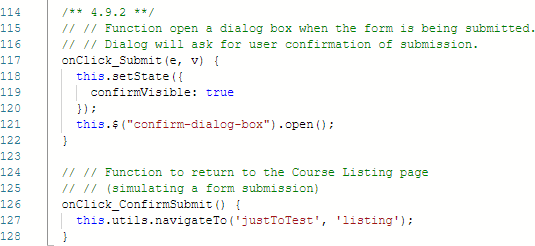 114 /** 4.9.2 **/
115 // // Function open a dialog box when the form is being submitted.
116 // // Dialog will ask for user confirmation of submission.
117 onClick_Submit(e, v) {
118 this.setState({
119 confirmVisible: true
120 });
121 this.$("confirm-dialog-box").open();
122 }
123
124 // // Function to return to the Course Listing page
125 // // (simulating a form submission)
126 onClick_ConfirmSubmit() {
127 this.utils.navigateTo('justToTest', 'listing');
128 }